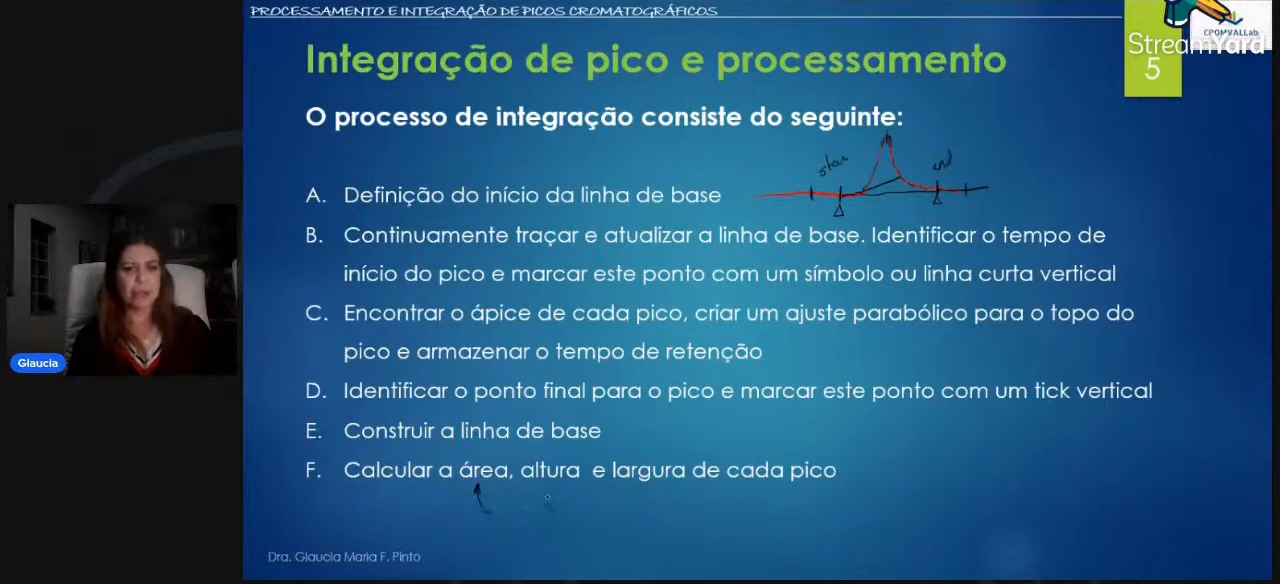 PROCESSAMENTO E INTEGRAÇÃO DE PICOS CROMATOGRÁFICOS
CPQMVALLab
StreamYard
5
Integração de pico e processamento
O processo de integração consiste do seguinte:
star
end
A. Definição do início da linha de base
B. Continuamente traçar e atualizar a linha de base. Identificar o tempo de
início do pico e marcar este ponto com um símbolo ou linha curta vertical
C. Encontrar o ápice de cada pico, criar um ajuste parabólico para o topo do
pico e armazenar o tempo de retenção
Glaucia
D. Identificar o ponto final para o pico e marcar este ponto com um tick vertical
E. Construir a linha de base
F. Calcular a área, altura e largura de cada pico
Dra. Glaucia Maria F. Pinto